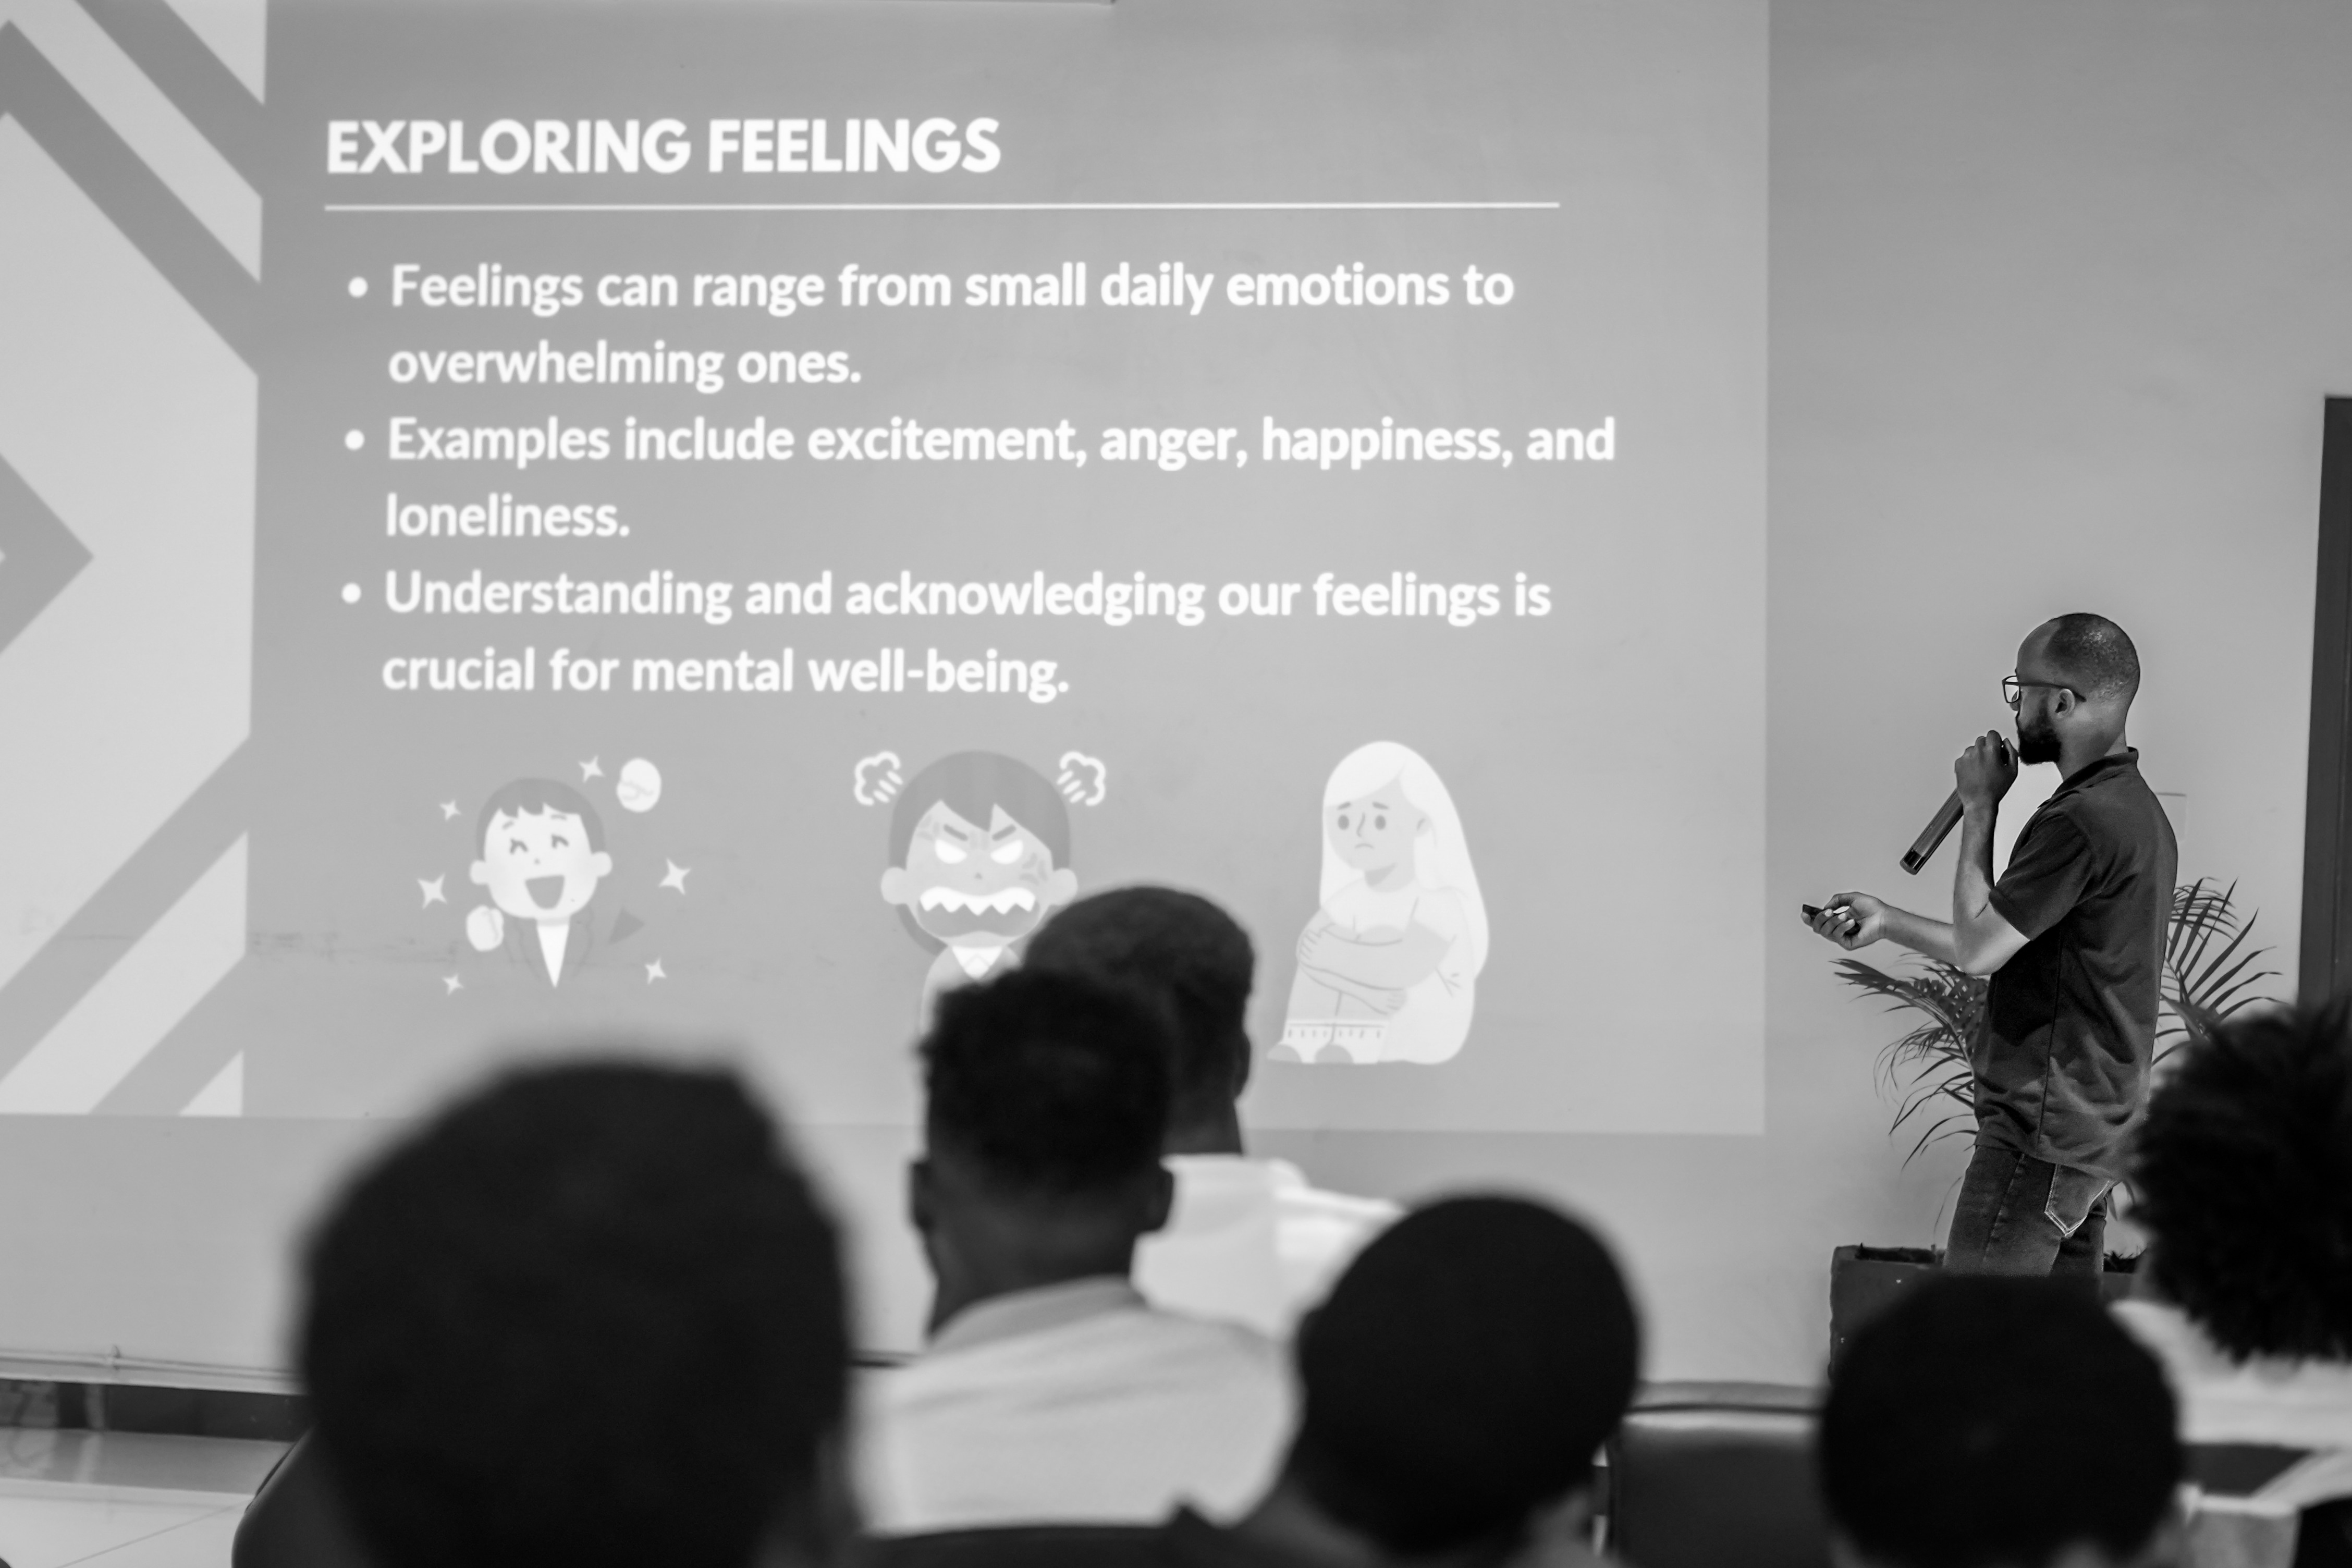 EXPLORING FEELINGS
• Feelings can range from small daily emotions to
overwhelming ones.
• Examples include excitement, anger, happiness, and
loneliness.
• Understanding and acknowledging our feelings is
crucial for mental well-being.